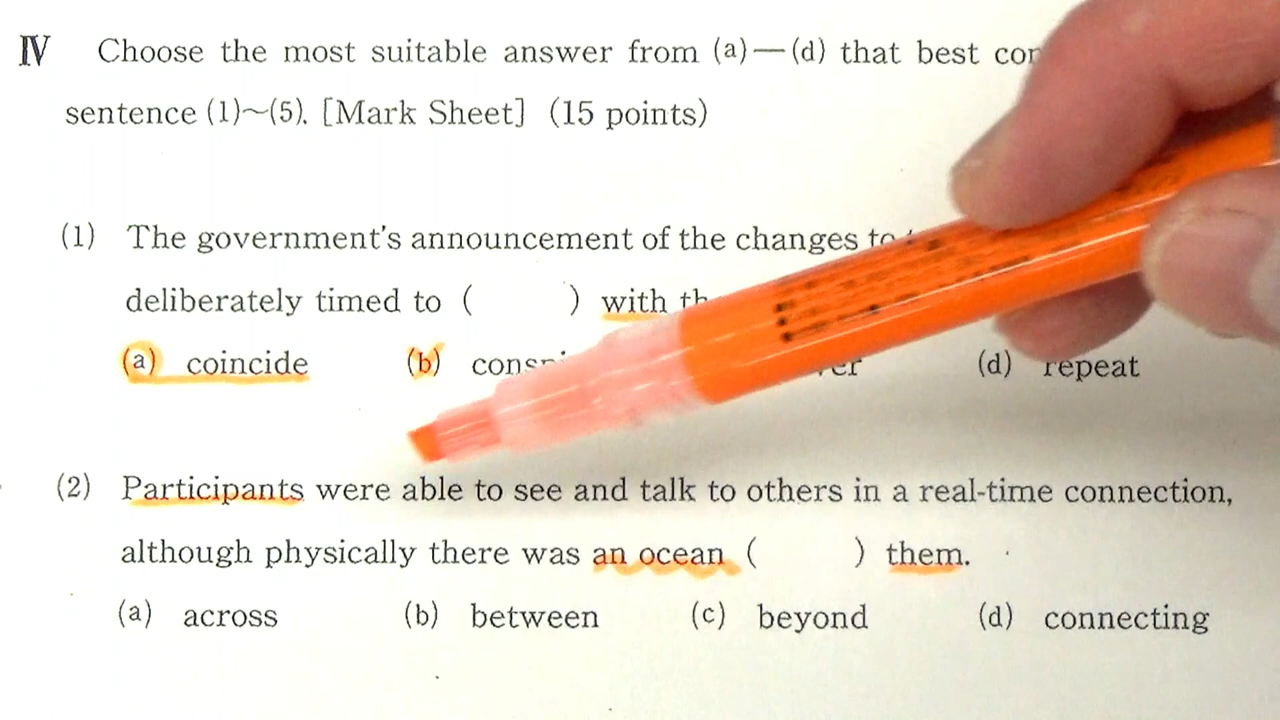 IV Choose the most suitable answer from (a)—(d) that best
sentence (1)~(5). [Mark Sheet] (15 points)
(1) The government's announcement of the changes to
deliberately timed to ( ) with
(a) coincide (b) (d) repeat
(2) Participants were able to see and talk to others in a real-time connection,
although physically there was an ocean ( ) them.
(a) across (b) between (c) beyond (d) connecting